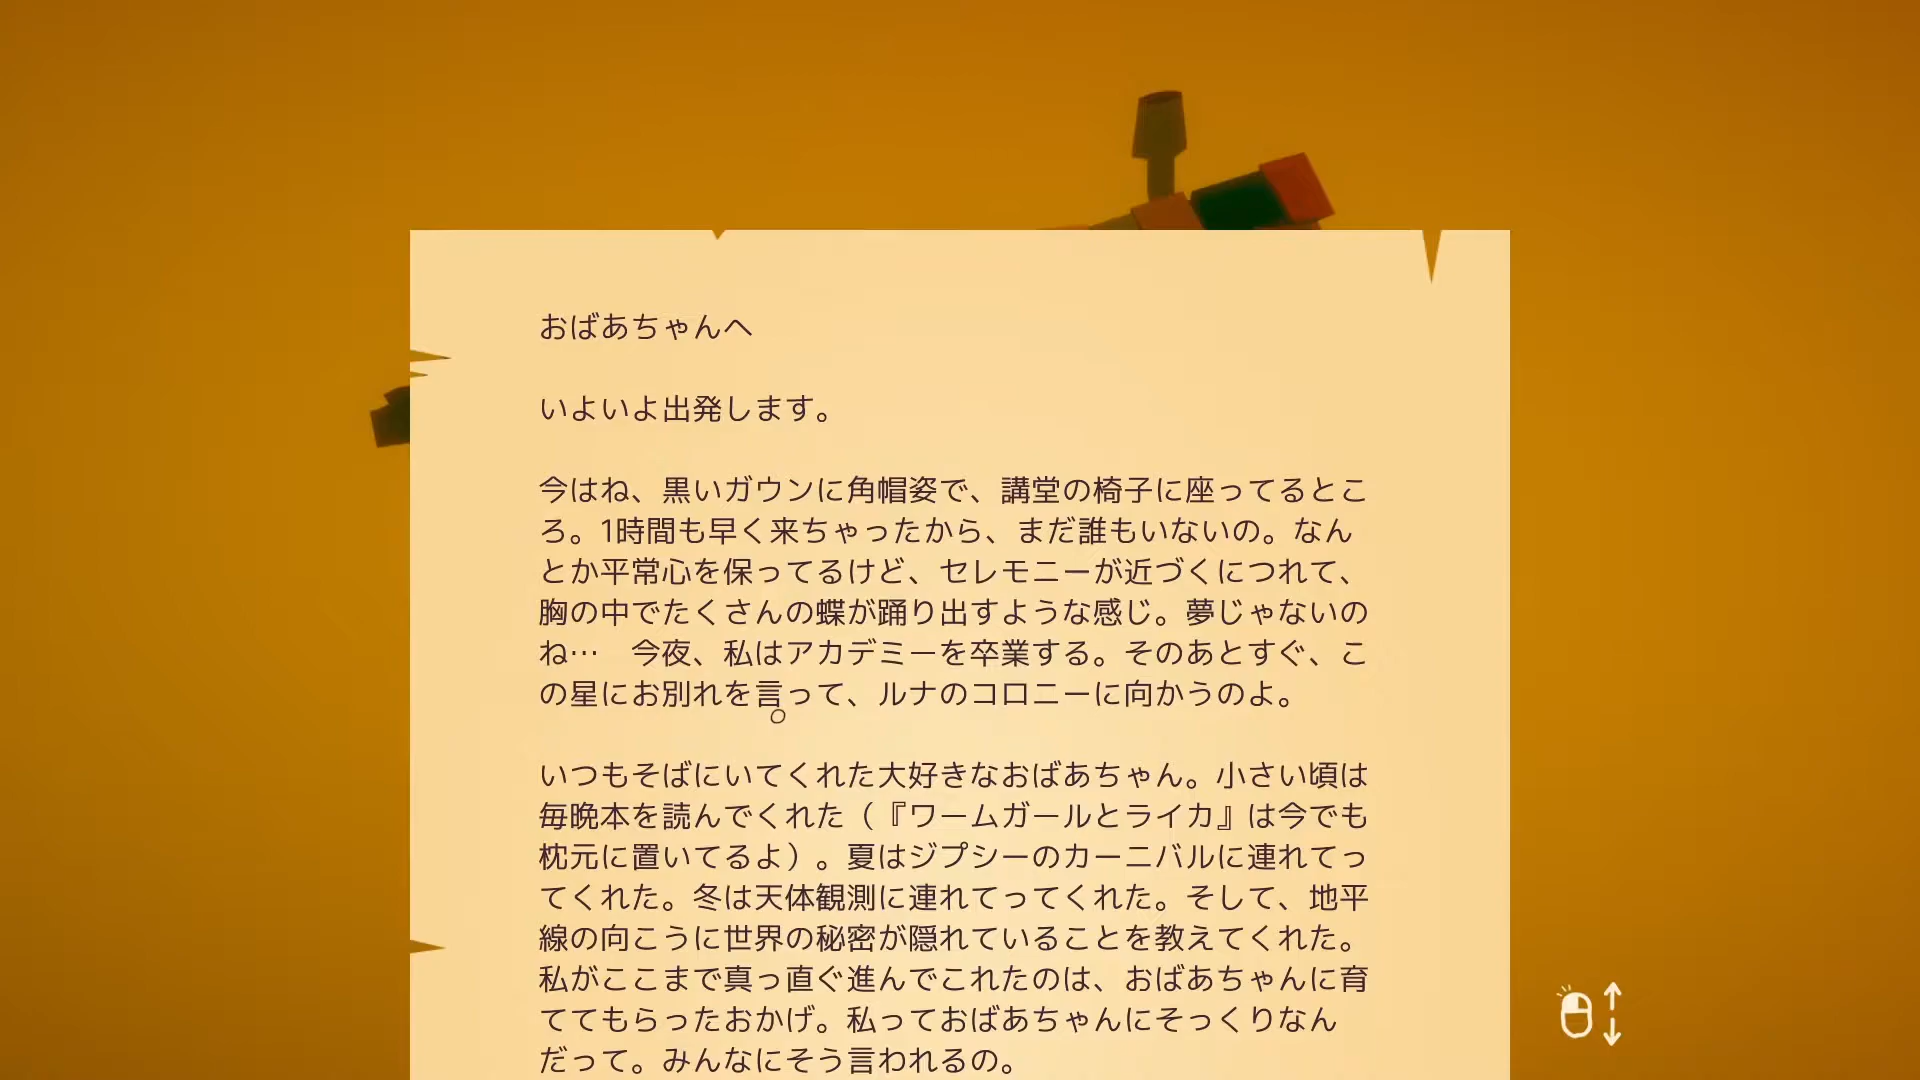 おばあちゃんへ
いよいよ出発します。
今はね、黒いガウンに角帽姿で、講堂の椅子に座ってるとこ
ろ。1時間も早く来ちゃったから、まだ誰もいないの。なん
とか平常心を保ってるけど、セレモニーが近づくにつれて、
胸の中でたくさんの蝶が踊り出すような感じ。夢じゃないの
ね…　今夜、私はアカデミーを卒業する。そのあとすぐ、こ
の星にお別れを言って、ルナのコロニーに向かうのよ。
いつもそばにいてくれた大好きなおばあちゃん。小さい頃は
毎晩本を読んでくれた（『ワームガールとライカ』は今でも
枕元に置いてるよ）。夏はジプシーのカーニバルに連れてっ
てくれた。冬は天体観測に連れてってくれた。そして、地平
線の向こうに世界の秘密が隠れていることを教えてくれた。
私がここまで真っ直ぐ進んでこれたのは、おばあちゃんに育
ててもらったおかげ。私っておばあちゃんにそっくりなん
だって。みんなにそう言われるの。